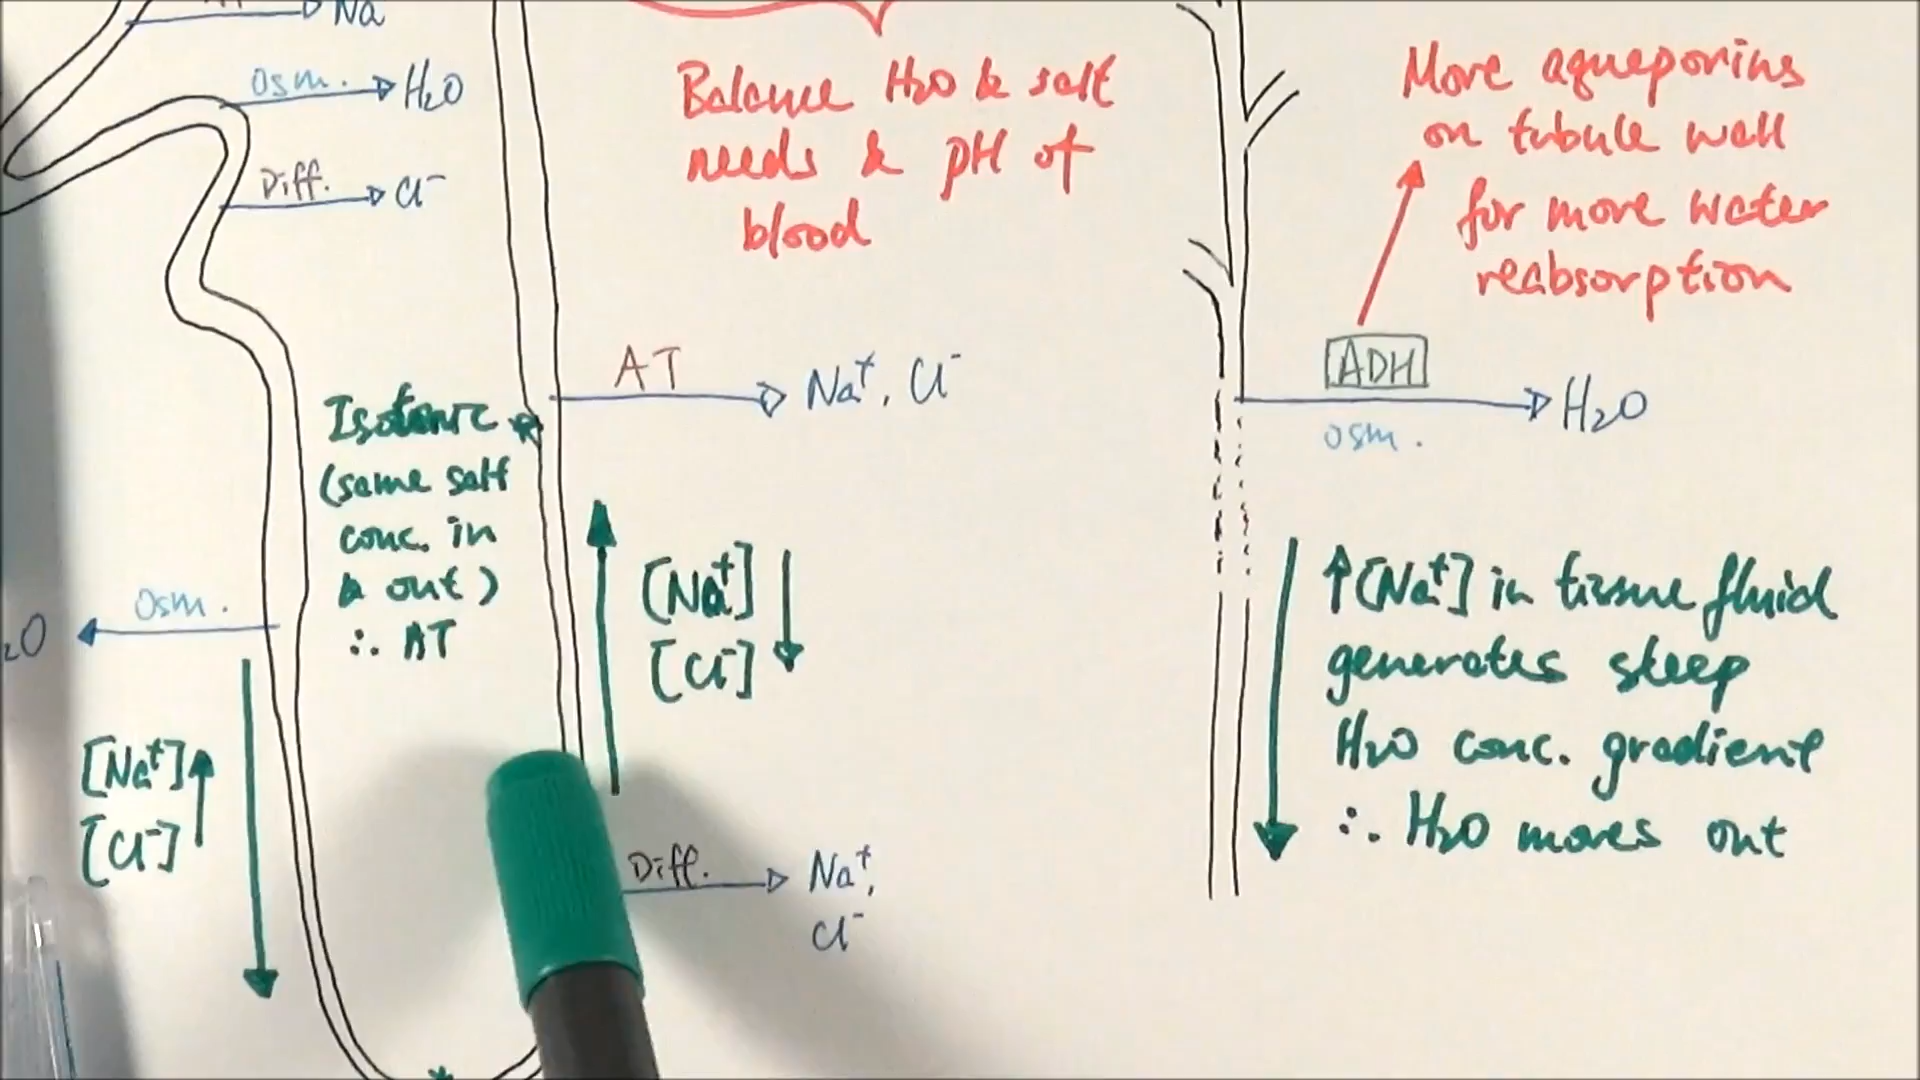 Na
Osm. H₂O
Diff. Cl⁻
Balance H₂O & salt
needs & pH of
blood
More aquaporins
on tubule wall
for more water
reabsorption
AT Na⁺, Cl⁻
ADH
osm. H₂O
Isotonic
(same salt
conc. in
& out)
∴ AT
Osm.
₂O
[Na⁺]↑
[Cl⁻]
[Na⁺]↓
[Cl⁻]
Diff. Na⁺,
Cl⁻
↑[Na⁺] in tissue fluid
generates steep
H₂O conc. gradient
∴ H₂O moves out